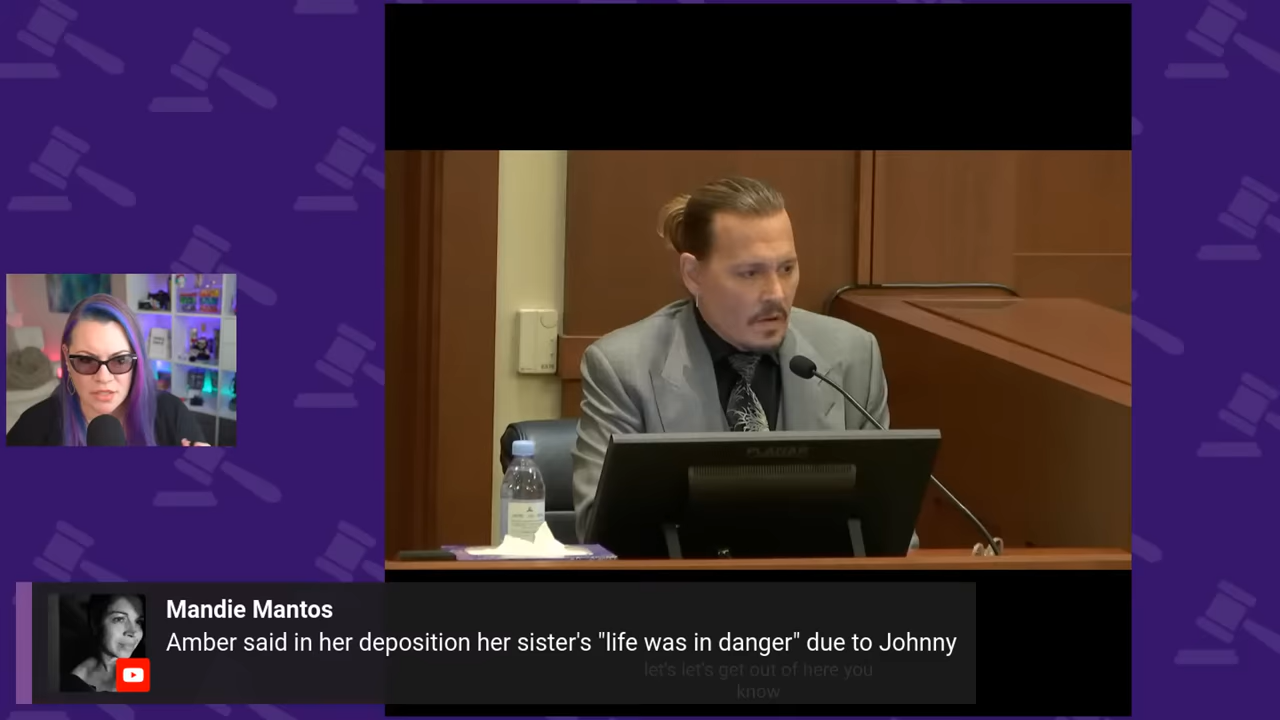 PLANAR
Mandie Mantos
Amber said in her deposition her sister's "life was in danger" due to Johnny
let's let's get out of here you
know